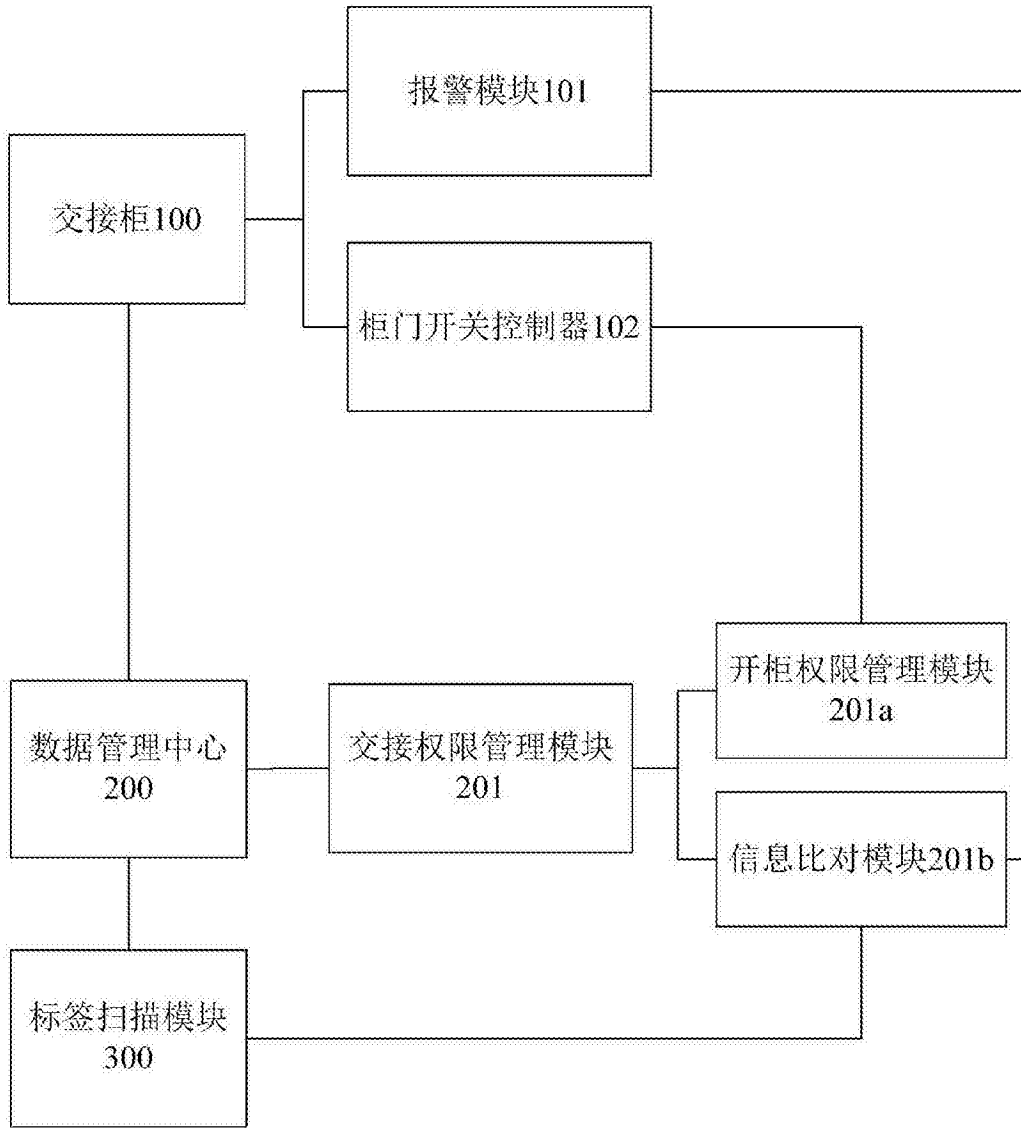 报警模块101
交接柜100
柜门开关控制器102
开柜权限管理模块
201a
数据管理中心
200
交接权限管理模块
201
信息比对模块201b
标签扫描模块
300